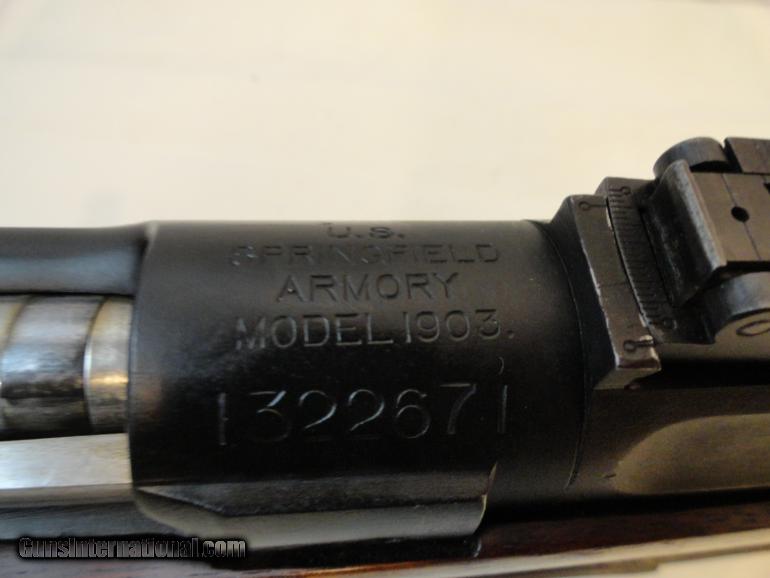 U.S.
SPRINGFIELD
ARMORY
MODEL 1903.
1322671
GunsInternational.com